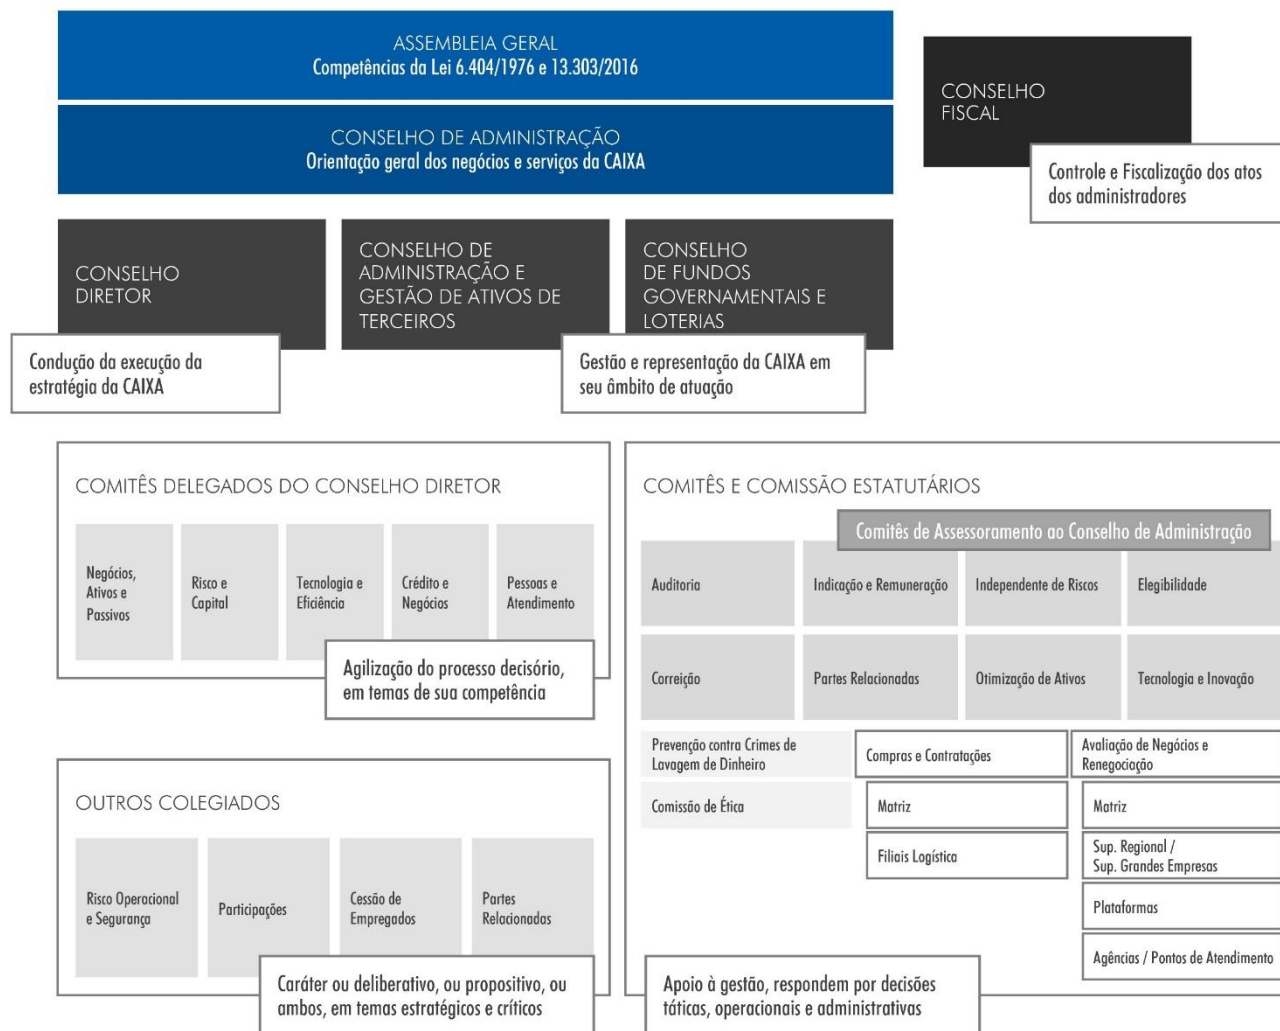 ASSEMBLEIA GERAL
Competências da Lei 6.404/1976 e 13.303/2016
CONSELHO DE ADMINISTRAÇÃO
Orientação geral dos negócios e serviços da CAIXA
CONSELHO
FISCAL
Controle e Fiscalização dos atos
dos administradores
CONSELHO
DIRETOR
Condução da execução da
estratégia da CAIXA
CONSELHO DE
ADMINISTRAÇÃO E
GESTÃO DE ATIVOS DE
TERCEIROS
CONSELHO
DE FUNDOS
GOVERNAMENTAIS E
LOTERIAS
Gestão e representação da CAIXA em
seu âmbito de atuação
COMITÊS DELEGADOS DO CONSELHO DIRETOR
Negócios,
Ativos e
Passivos
Risco e
Capital
Tecnologia e
Eficiência
Crédito e
Negócios
Pessoas e
Atendimento
Agilização do processo decisório,
em temas de sua competência
OUTROS COLEGIADOS
Risco Operacional
e Segurança
Participações
Cessão de
Empregados
Partes
Relacionadas
Caráter ou deliberativo, ou propositivo, ou
ambos, em temas estratégicos e críticos
COMITÊS E COMISSÃO ESTATUTÁRIOS
Comitês de Assessoramento ao Conselho de Administração
Auditoria
Indicação e Remuneração
Independente de Riscos
Elegibilidade
Correição
Partes Relacionadas
Otimização de Ativos
Tecnologia e Inovação
Prevenção contra Crimes de
Lavagem de Dinheiro
Comissão de Ética
Compras e Contratações
Matriz
Filiais Logística
Avaliação de Negócios e
Renegociação
Matriz
Sup. Regional /
Sup. Grandes Empresas
Plataformas
Agências / Pontos de Atendimento
Apoio à gestão, respondem por decisões
táticas, operacionais e administrativas